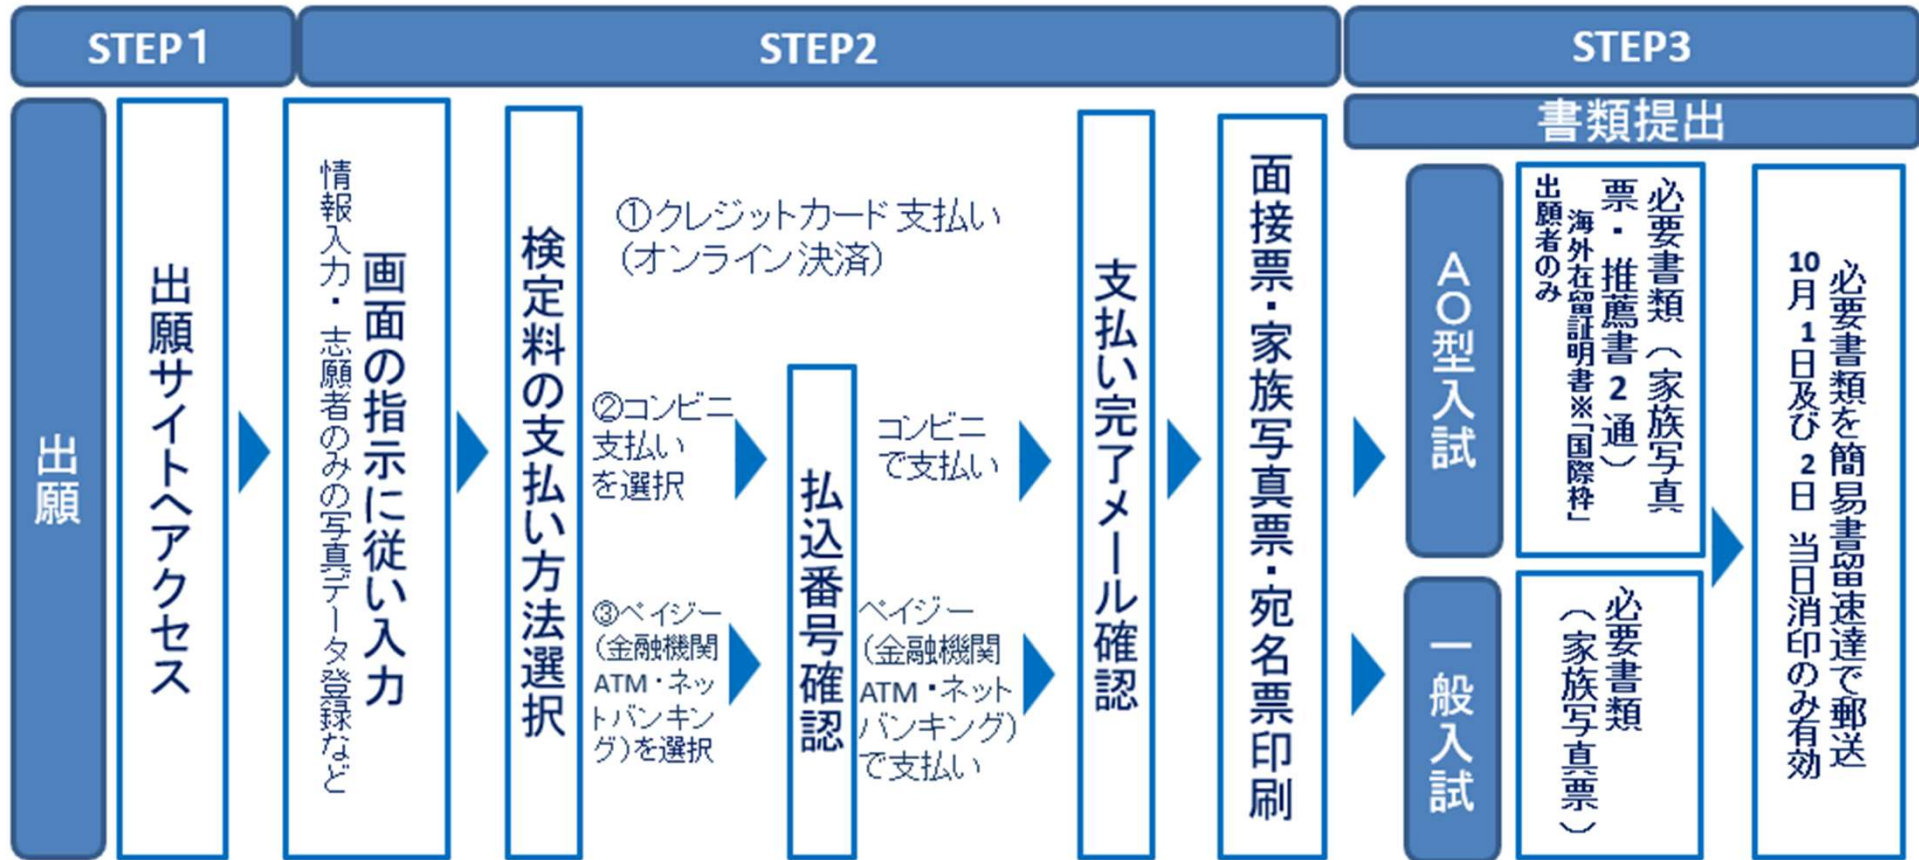 STEP1
STEP2
STEP3
出願
出願サイトへアクセス
画面の指示に従い入力
情報入力・志願者のみの写真データ登録など
検定料の支払い方法選択
①クレジットカード支払い
(オンライン決済)
②コンビニ
支払い
を選択
③ペイジー
(金融機関
ATM・ネッ
トバンキン
グ)を選択
払込番号確認
コンビニ
で支払い
ペイジー
(金融機関
ATM・ネット
バンキング)
で支払い
支払い完了メール確認
面接票・家族写真票・宛名票印刷
書類提出
AO型入試
必要書類(家族写真
票・推薦書2通)
海外在留証明書※「国際枠」
出願者のみ
一般入試
必要書類
(家族写真票)
必要書類を簡易書留速達で郵送
10月1日及び2日 当日消印のみ有効